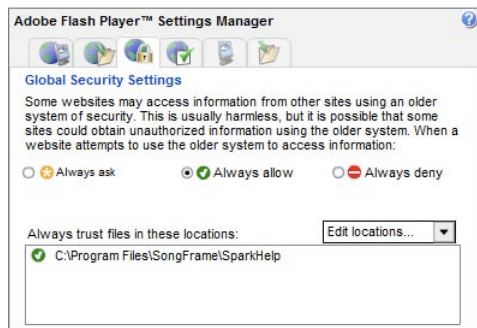 Adobe Flash Player™ Settings Manager
Global Security Settings
Some websites may access information from other sites using an older
system of security. This is usually harmless, but it is possible that some
sites could obtain unauthorized information using the older system. When a
website attempts to use the older system to access information:
Always ask Always allow Always deny
Always trust files in these locations: Edit locations...
C:\Program Files\SongFrame\SparkHelp